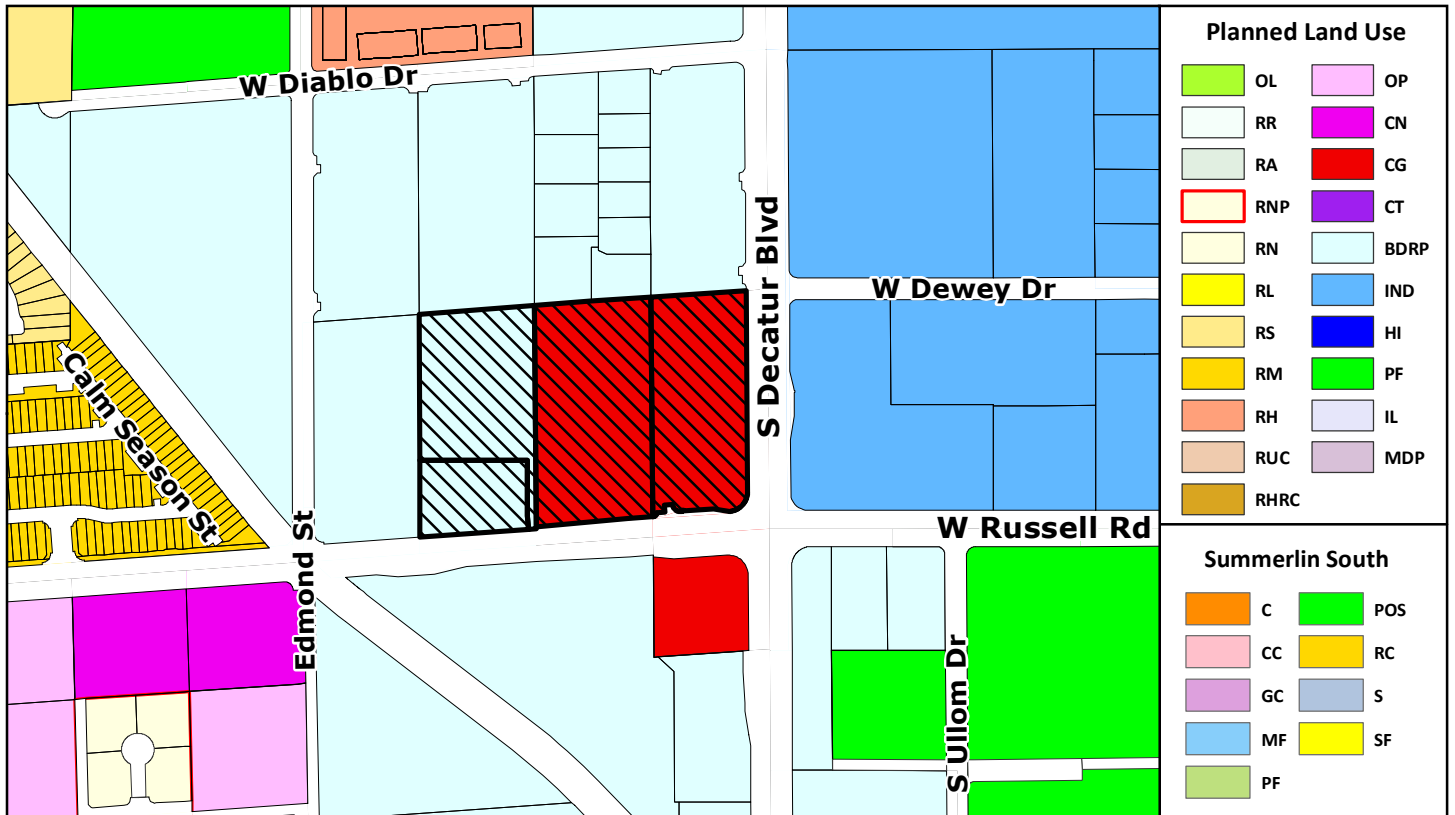 W Diablo Dr
S Decatur Blvd
W Dewey Dr
Calm Season St
W Russell Rd
Edmond St
S Ullom Dr
Planned Land Use
OL OP
RR CN
RA CG
RNP CT
RN BDRP
RL IND
RS HI
RM PF
RH IL
RUC MDP
RHRC
Summerlin South
C POS
CC RC
GC S
MF SF
PF